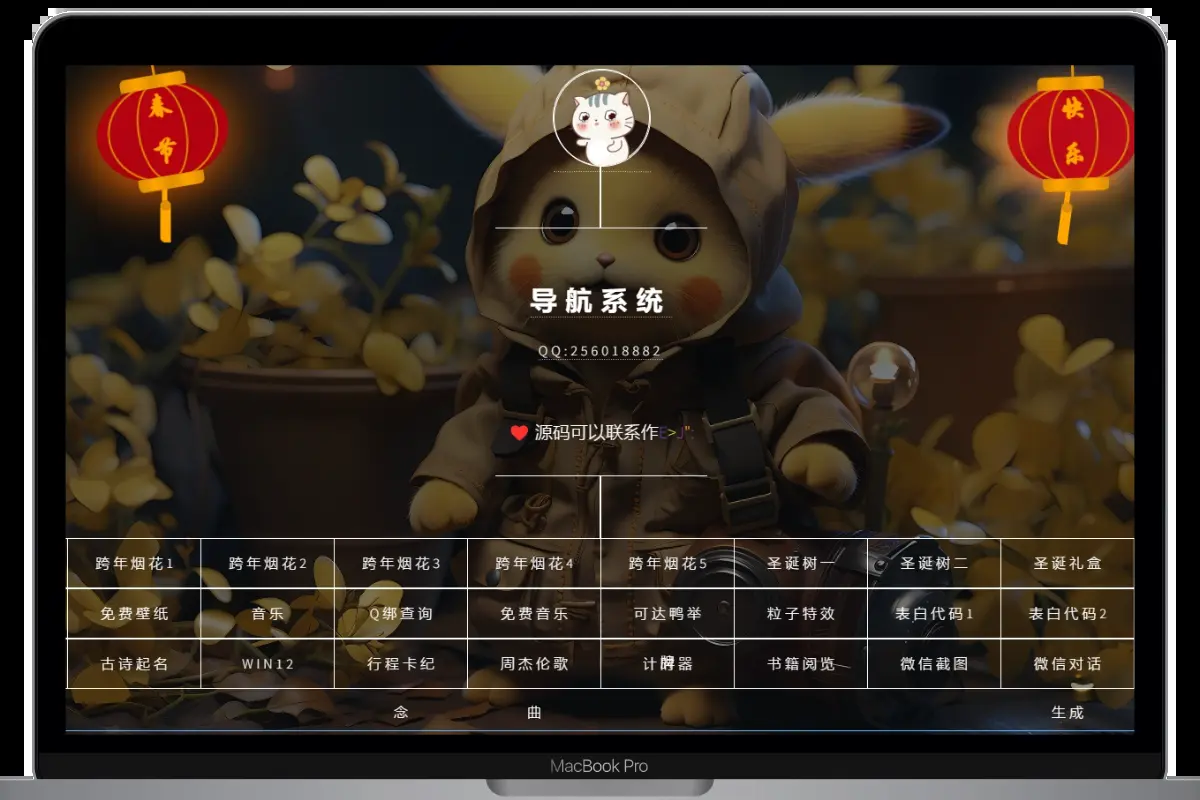 春节
快乐
导航系统
QQ:256018882
源码可以联系作E>J":
跨年烟花1 跨年烟花2 跨年烟花3 跨年烟花4 跨年烟花5 圣诞树一 圣诞树二 圣诞礼盒
免费壁纸 音乐 Q绑查询 免费音乐 可达鸭举牌 粒子特效 表白代码1 表白代码2
古诗起名 WIN12 行程卡纪念 周杰伦歌曲 计算器 书籍阅览 微信截图 微信对话生成
MacBook Pro